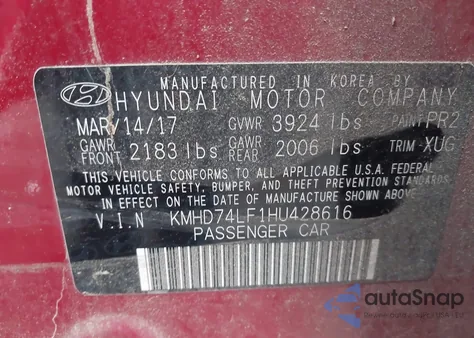 MANUFACTURED IN KOREA BY
HYUNDAI MOTOR COMPANY
MAR/14/17 GVWR 3924 lbs PAINT PR2
GAWR FRONT 2183 lbs GAWR REAR 2006 lbs TRIM-XUG
THIS VEHICLE CONFORMS TO ALL APPLICABLE U.S.A. FEDERAL
MOTOR VEHICLE SAFETY, BUMPER, AND THEFT PREVENTION STANDARDS
IN EFFECT ON THE DATE OF MANUFACTURE SHOWN ABOVE.
V.I.N KMHD74LF1HU428616
PASSENGER CAR
autoSnap